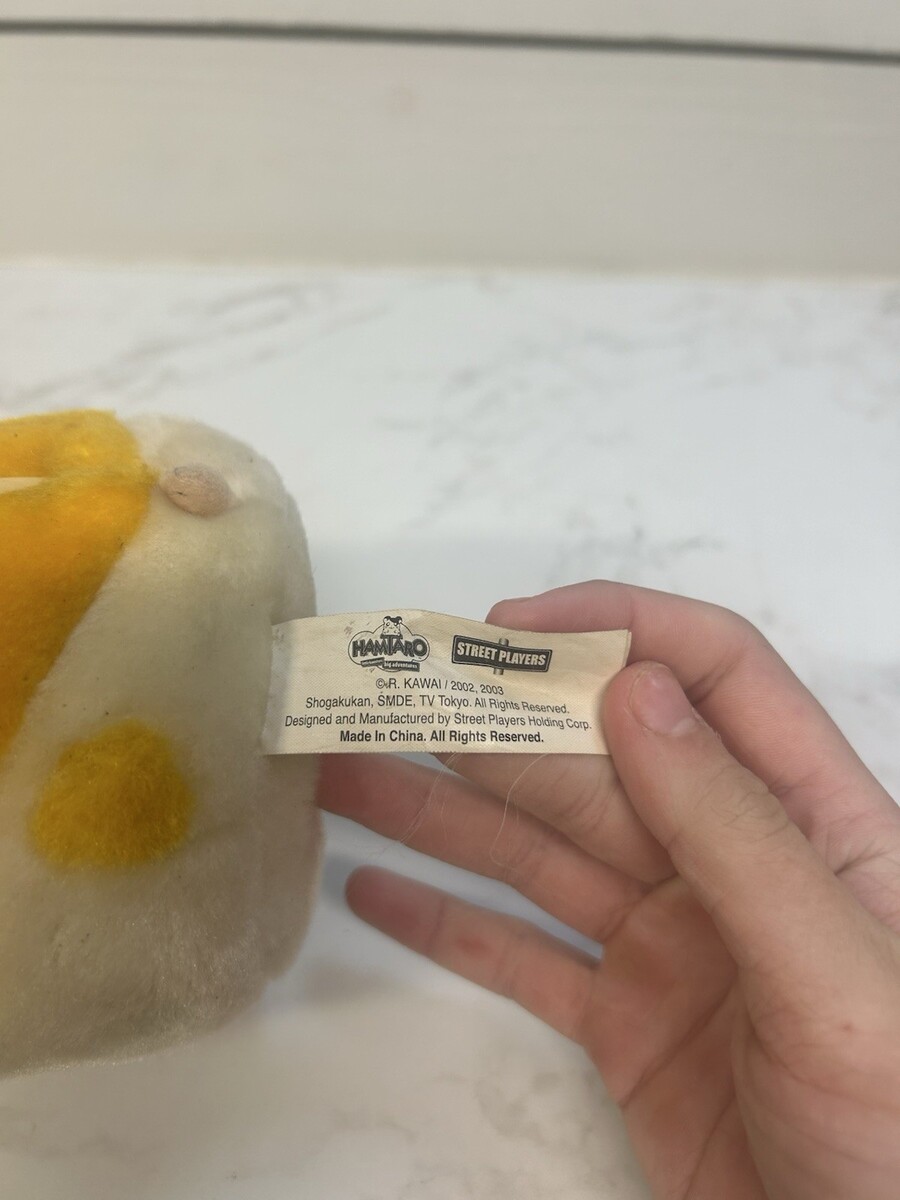 HAMTARO
big adventures
STREET PLAYERS
© R. KAWAI / 2002, 2003
Shogakukan, SMDE, TV Tokyo. All Rights Reserved.
Designed and Manufactured by Street Players Holding Corp.
Made In China. All Rights Reserved.